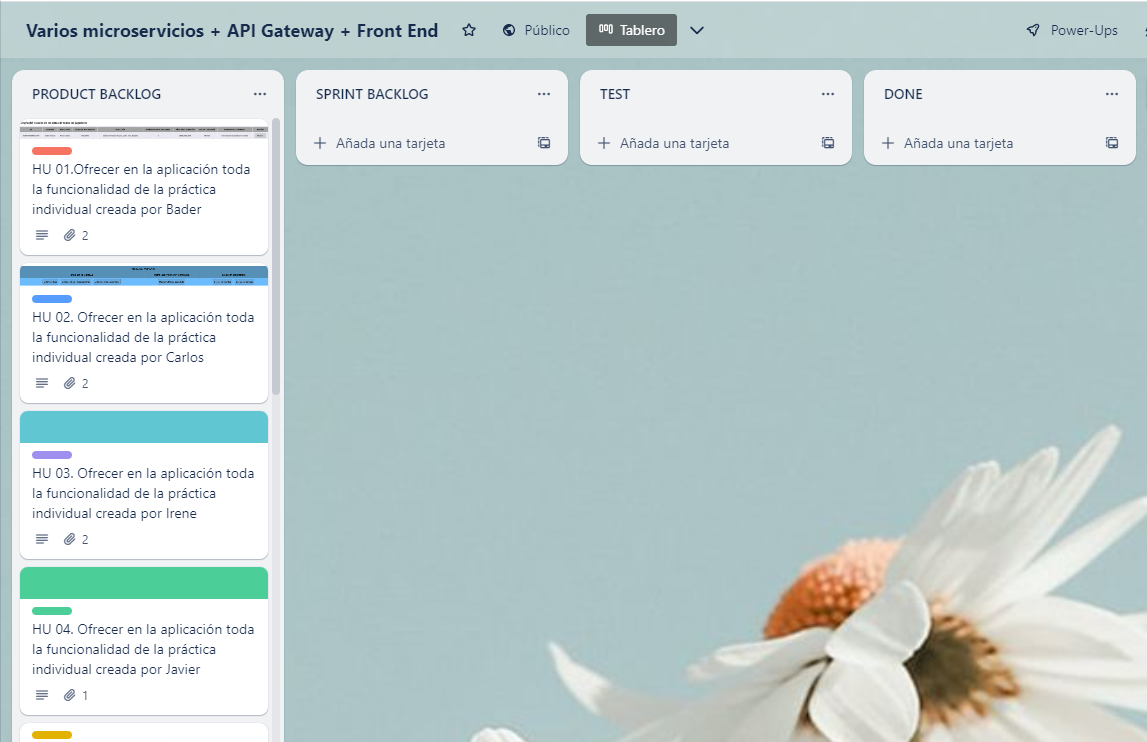 Varios microservicios + API Gateway + Front End
Público
Tablero
Power-Ups
PRODUCT BACKLOG
HU 01.Ofrecer en la aplicación toda
la funcionalidad de la práctica
individual creada por Bader
2
HU 02. Ofrecer en la aplicación toda
la funcionalidad de la práctica
individual creada por Carlos
2
HU 03. Ofrecer en la aplicación toda
la funcionalidad de la práctica
individual creada por Irene
2
HU 04. Ofrecer en la aplicación toda
la funcionalidad de la práctica
individual creada por Javier
1
SPRINT BACKLOG
Añada una tarjeta
TEST
Añada una tarjeta
DONE
Añada una tarjeta